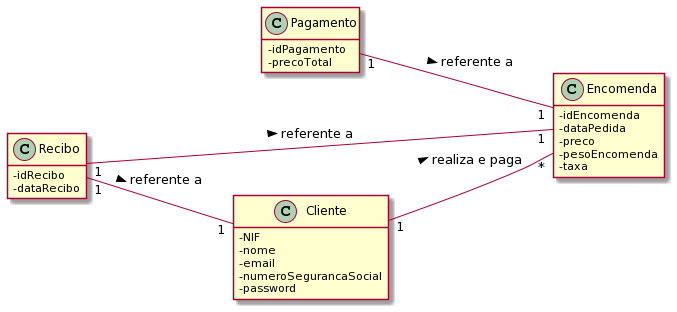 C Pagamento
-idPagamento
-precoTotal
1
referente a
C Encomenda
-idEncomenda
-dataPedida
-preco
-pesoEncomenda
-taxa
1
1
*
C Recibo
-idRecibo
-dataRecibo
1
referente a
1
referente a
realiza e paga
C Cliente
-NIF
-nome
-email
-numeroSegurancaSocial
-password
1
1